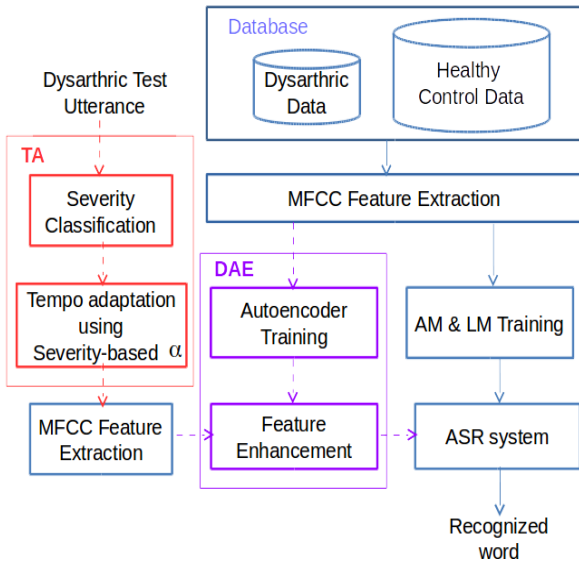 Database
Dysarthric
Data
Healthy
Control Data
Dysarthric Test
Utterance
TA
Severity
Classification
Tempo adaptation
using
Severity-based α
MFCC Feature
Extraction
MFCC Feature Extraction
DAE
Autoencoder
Training
Feature
Enhancement
AM & LM Training
ASR system
Recognized
word